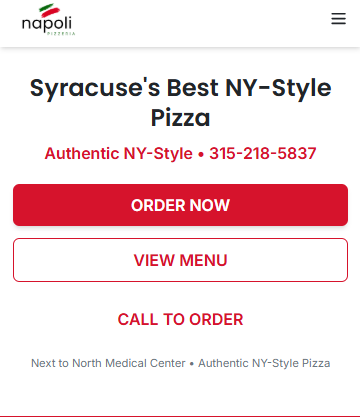 napoli
PIZZERIA
Syracuse's Best NY-Style
Pizza
Authentic NY-Style • 315-218-5837
ORDER NOW
VIEW MENU
CALL TO ORDER
Next to North Medical Center • Authentic NY-Style Pizza